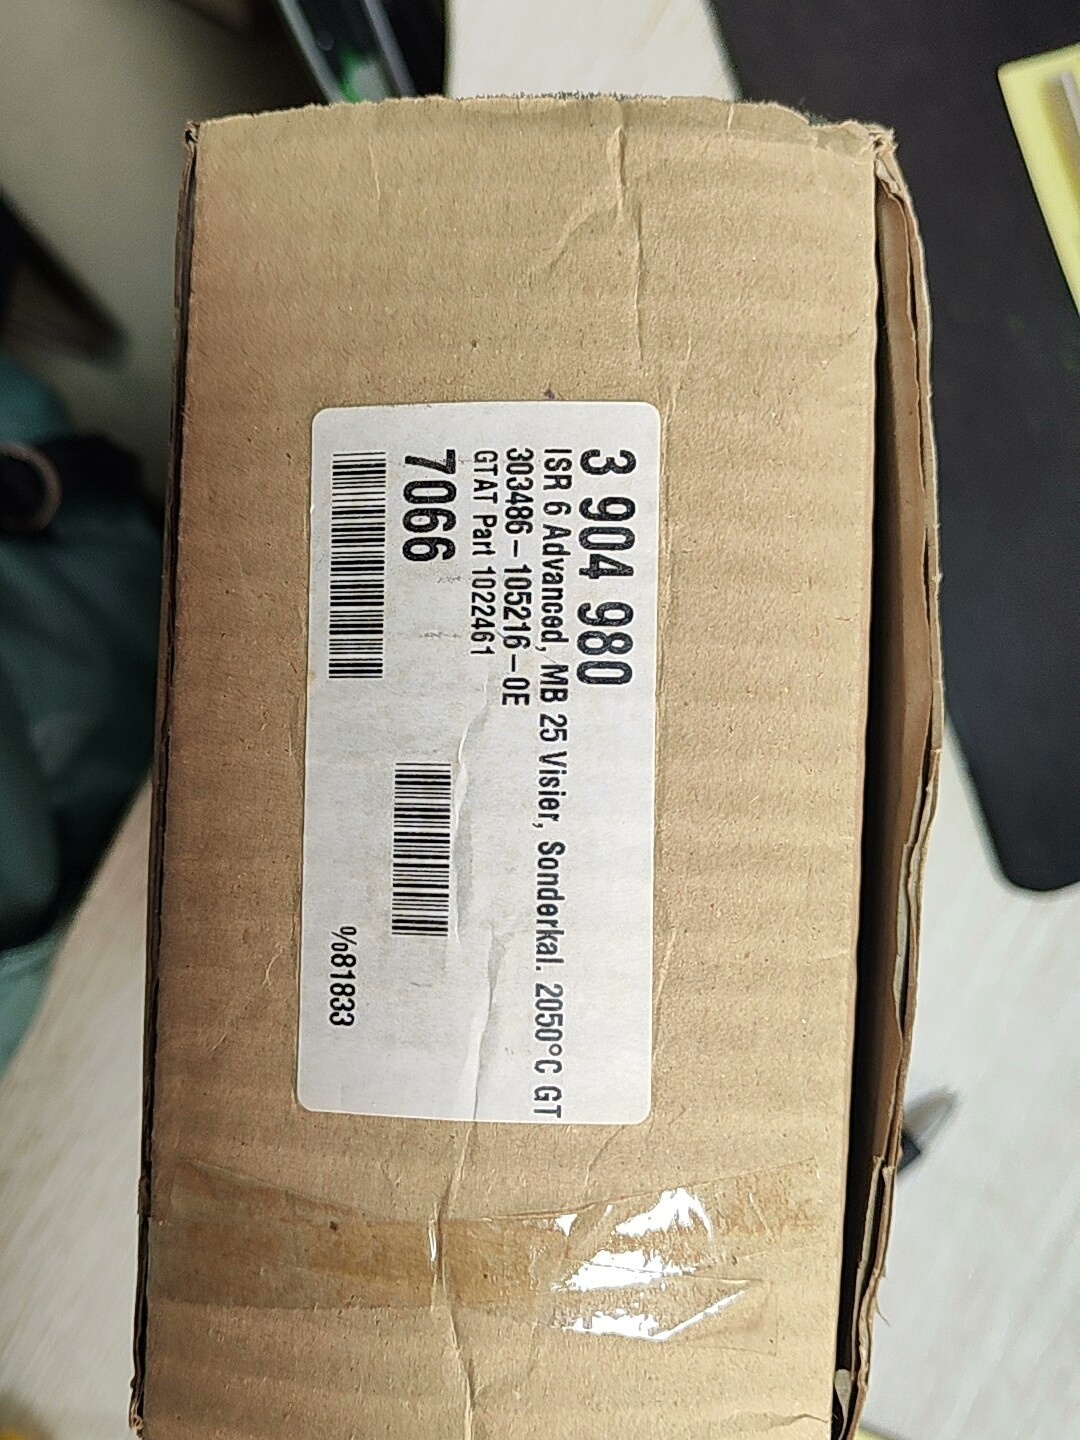 3 904 980
ISR 6 Advanced, MB 25 Visier, Sonderkal. 2050°C GT
303486-105216-0E
GTAT Part 1022461
7066
%81833